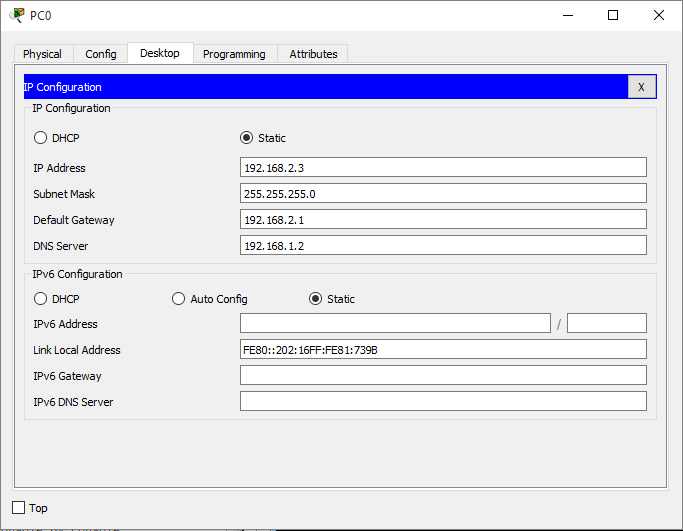 PC0
Physical Config Desktop Programming Attributes
IP Configuration X
IP Configuration
DHCP Static
IP Address 192.168.2.3
Subnet Mask 255.255.255.0
Default Gateway 192.168.2.1
DNS Server 192.168.1.2
IPv6 Configuration
DHCP Auto Config Static
IPv6 Address /
Link Local Address FE80::202:16FF:FE81:739B
IPv6 Gateway
IPv6 DNS Server
Top